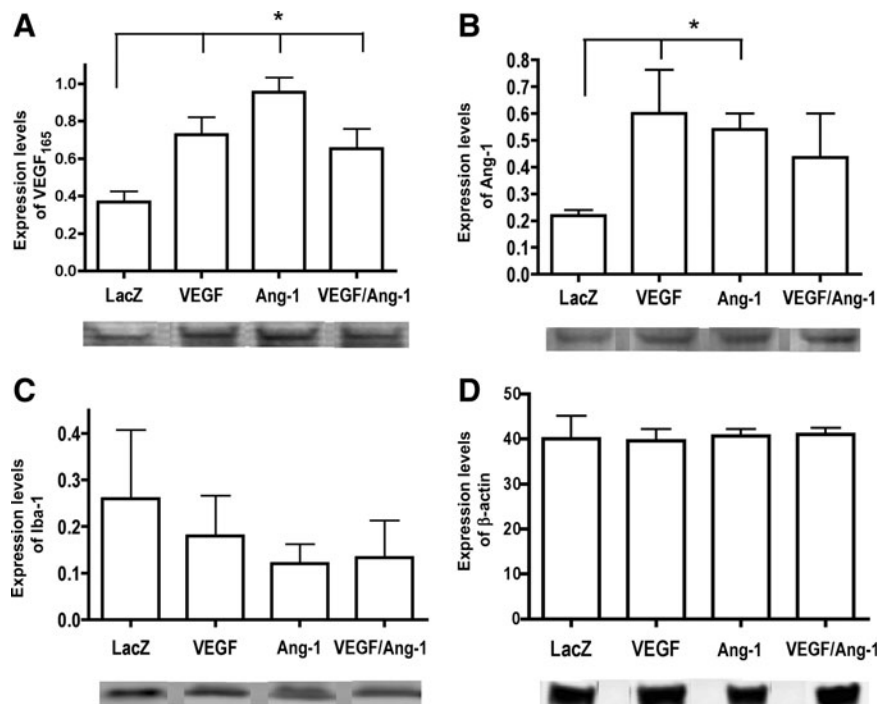 A
*
Expression levels
of VEGF165
1.0
0.8
0.6
0.4
0.2
0.0
LacZ VEGF Ang-1 VEGF/Ang-1
B
*
Expression levels
of Ang-1
0.8
0.7
0.6
0.5
0.4
0.3
0.2
0.1
0.0
LacZ VEGF Ang-1 VEGF/Ang-1
C
Expression levels
of Iba-1
0.4
0.3
0.2
0.1
0.0
LacZ VEGF Ang-1 VEGF/Ang-1
D
Expression levels
of β-actin
50
40
30
20
10
0
LacZ VEGF Ang-1 VEGF/Ang-1